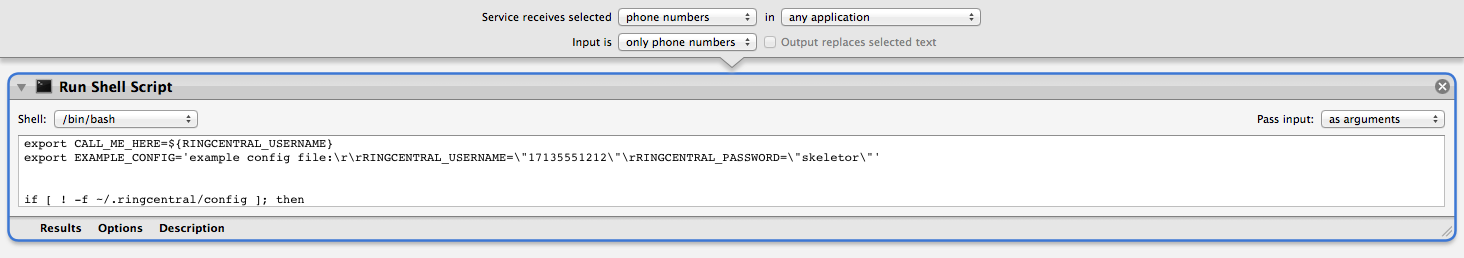 Service receives selected phone numbers in any application
Input is only phone numbers Output replaces selected text
Run Shell Script
Shell: /bin/bash Pass input: as arguments
export CALL_ME_HERE=${RINGCENTRAL_USERNAME}
export EXAMPLE_CONFIG='example config file:\r\rRINGCENTRAL_USERNAME=\"17135551212\"\rRINGCENTRAL_PASSWORD=\"skeletor\"'
if [ ! -f ~/.ringcentral/config ]; then
Results Options Description